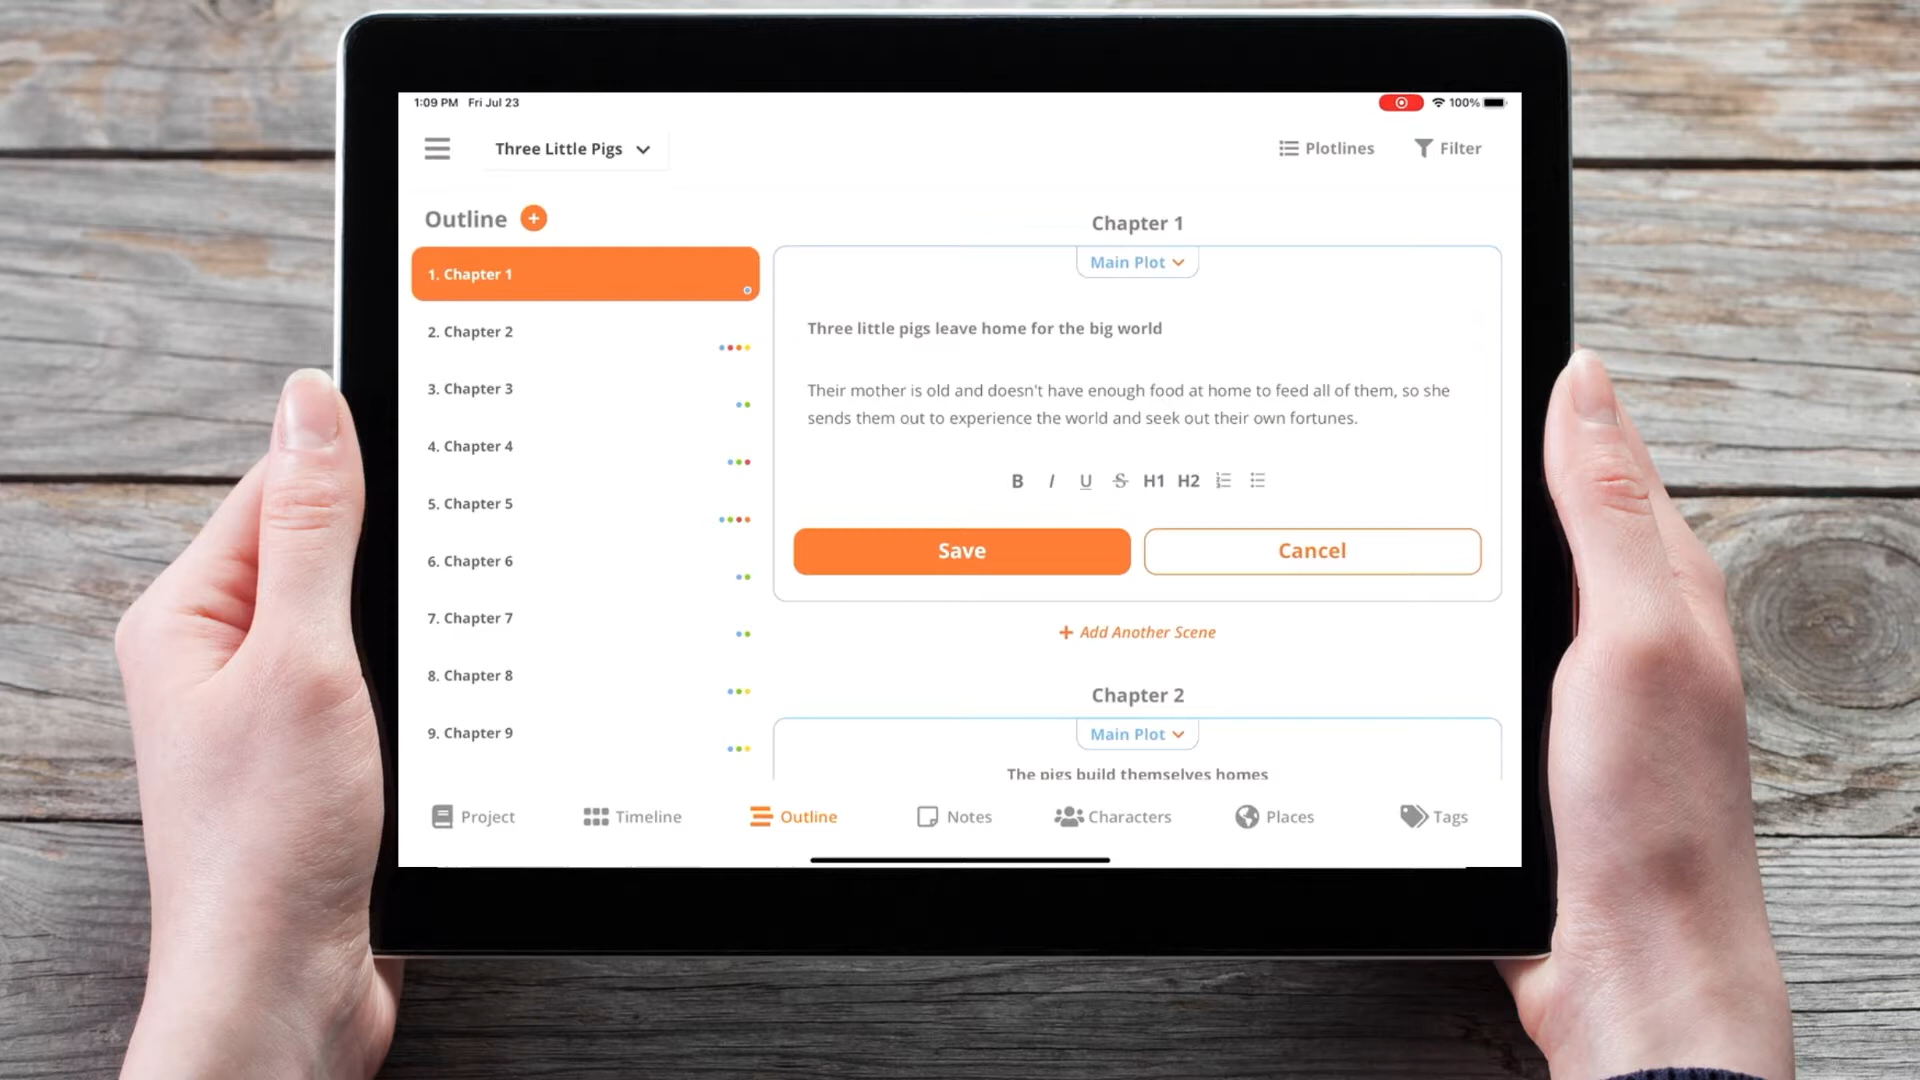 1:09 PM Fri Jul 23
100%
Three Little Pigs
Plotlines
Filter
Outline
1. Chapter 1
2. Chapter 2
3. Chapter 3
4. Chapter 4
5. Chapter 5
6. Chapter 6
7. Chapter 7
8. Chapter 8
9. Chapter 9
Chapter 1
Main Plot
Three little pigs leave home for the big world
Their mother is old and doesn't have enough food at home to feed all of them, so she
sends them out to experience the world and seek out their own fortunes.
B I U S H1 H2
Save
Cancel
+ Add Another Scene
Chapter 2
Main Plot
The pigs build themselves homes
Project
Timeline
Outline
Notes
Characters
Places
Tags